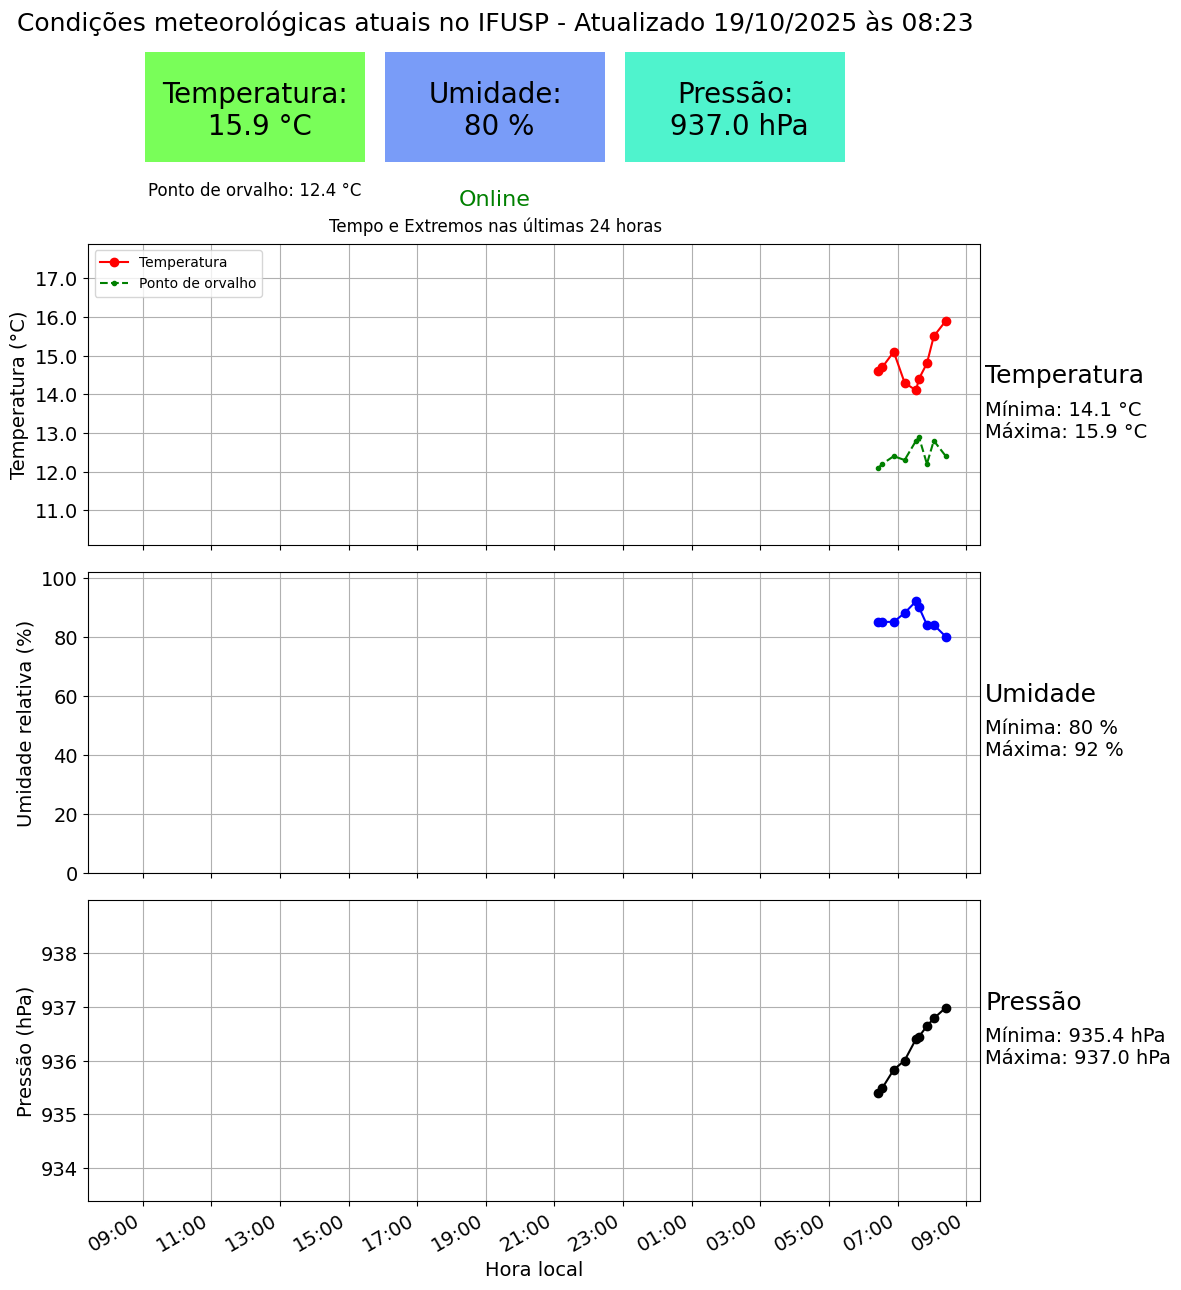 Condições meteorológicas atuais no IFUSP - Atualizado 19/10/2025 às 08:23
Temperatura:
15.9 °C
Umidade:
80 %
Pressão:
937.0 hPa
Ponto de orvalho: 12.4 °C
Online
Tempo e Extremos nas últimas 24 horas
Temperatura
Ponto de orvalho
Temperatura (°C)
17.0
16.0
15.0
14.0
13.0
12.0
11.0
Temperatura
Mínima: 14.1 °C
Máxima: 15.9 °C
Umidade relativa (%)
100
80
60
40
20
0
Umidade
Mínima: 80 %
Máxima: 92 %
Pressão (hPa)
938
937
936
935
934
Pressão
Mínima: 935.4 hPa
Máxima: 937.0 hPa
09:00 11:00 13:00 15:00 17:00 19:00 21:00 23:00 01:00 03:00 05:00 07:00 09:00
Hora local